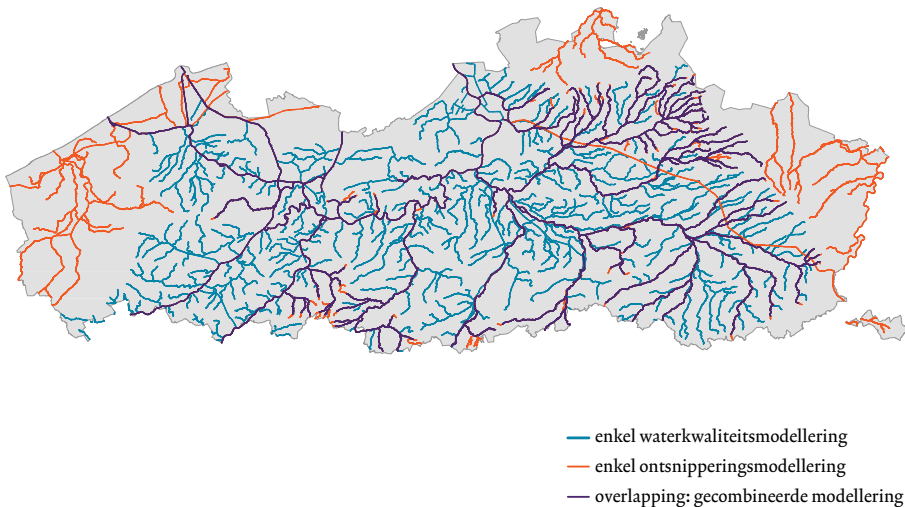 enkel waterkwaliteitsmodellering
enkel ontsnipperingsmodellering
overlapping: gecombineerde modellering